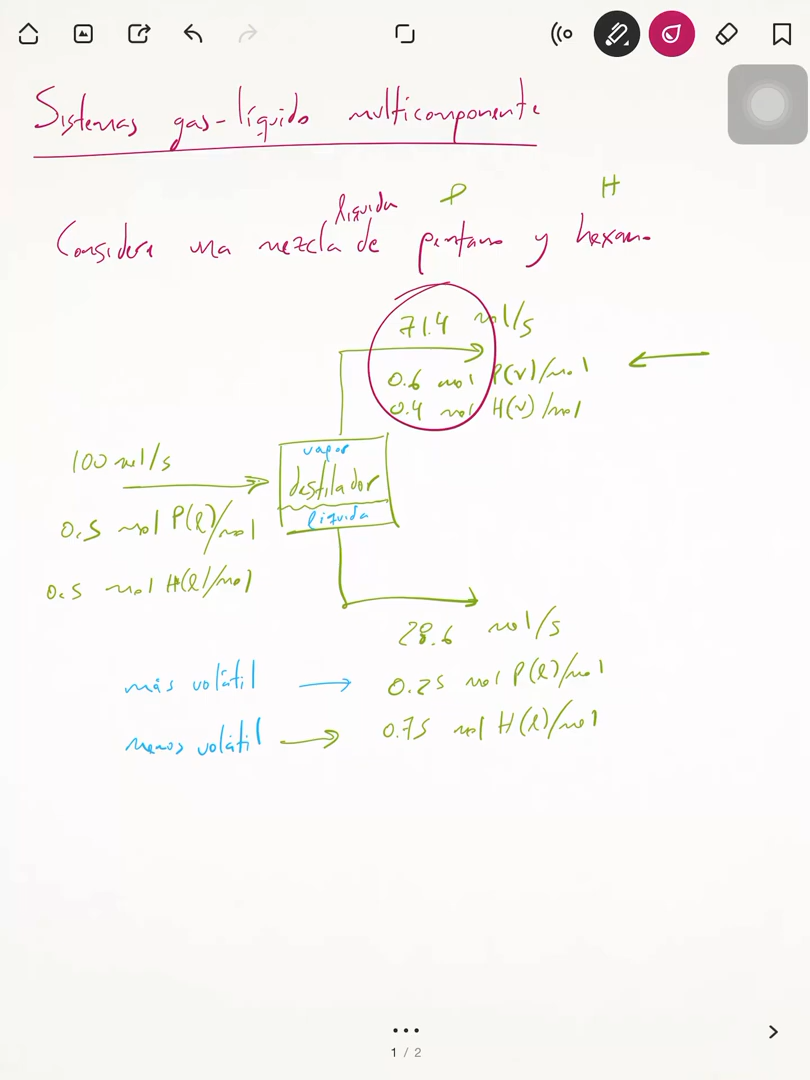 Sistemas gas-líquido multicomponente
P H
líquida
Considere una mezcla de pentano y hexano
71.4 mol/s
0.6 mol P(v)/mol
0.4 mol H(v)/mol
vapor
destilador
líquida
100 mol/s
0.5 mol P(l)/mol
0.5 mol H(l)/mol
28.6 mol/s
más volátil → 0.25 mol P(l)/mol
menos volátil → 0.75 mol H(l)/mol
1 / 2